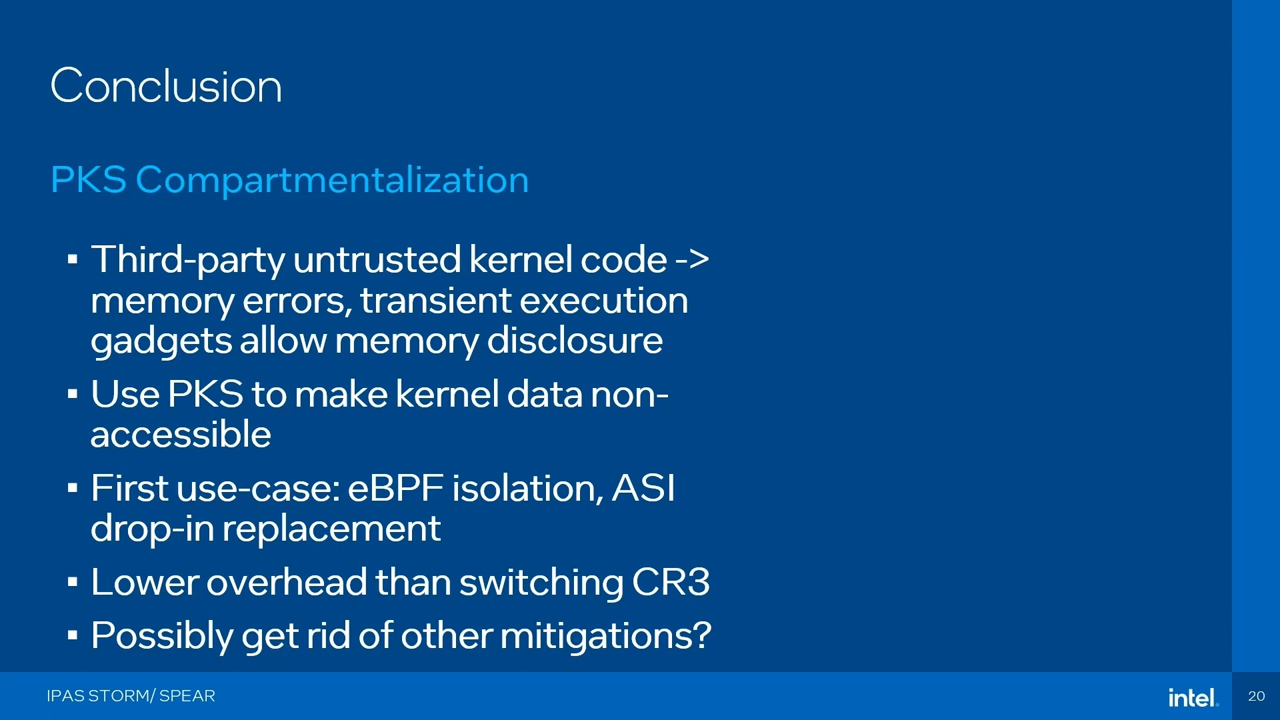 Conclusion
PKS Compartmentalization
▪ Third-party untrusted kernel code ->
memory errors, transient execution
gadgets allow memory disclosure
▪ Use PKS to make kernel data non-
accessible
▪ First use-case: eBPF isolation, ASI
drop-in replacement
▪ Lower overhead than switching CR3
▪ Possibly get rid of other mitigations?
IPAS STORM/ SPEAR
intel.
20